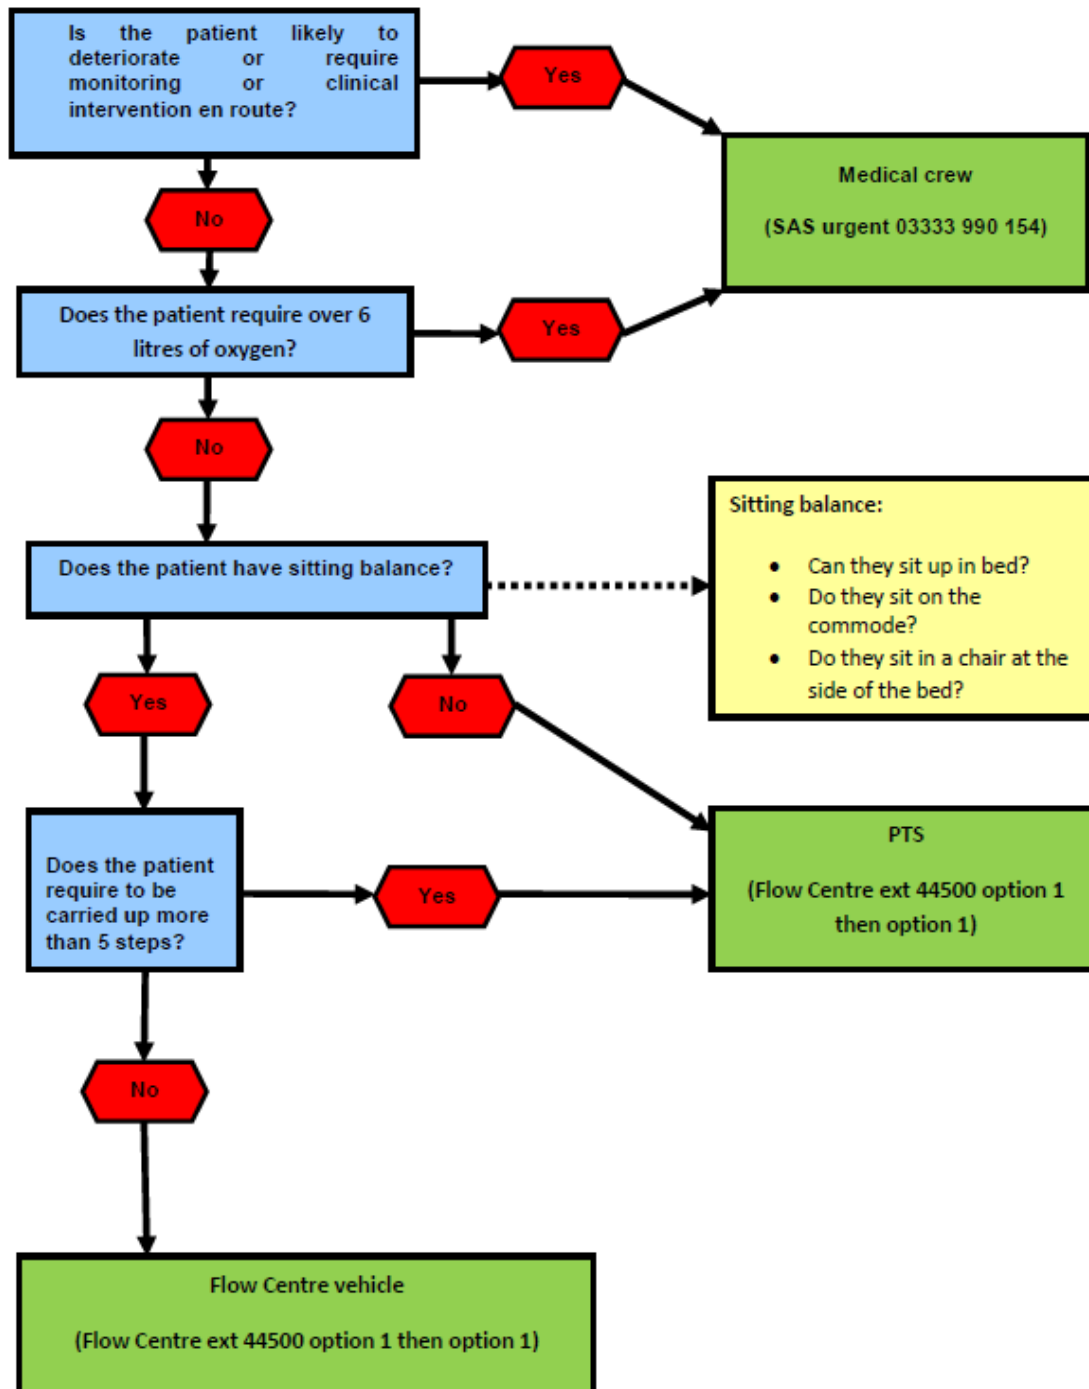 Is the patient likely to
deteriorate or require
monitoring or clinical
intervention en route?
Yes
Medical crew
(SAS urgent 03333 990 154)
No
Does the patient require over 6
litres of oxygen?
Yes
No
Sitting balance:
• Can they sit up in bed?
• Do they sit on the
commode?
• Do they sit in a chair at the
side of the bed?
Does the patient have sitting balance?
Yes
No
Does the patient
require to be
carried up more
than 5 steps?
Yes
PTS
(Flow Centre ext 44500 option 1
then option 1)
No
Flow Centre vehicle
(Flow Centre ext 44500 option 1 then option 1)